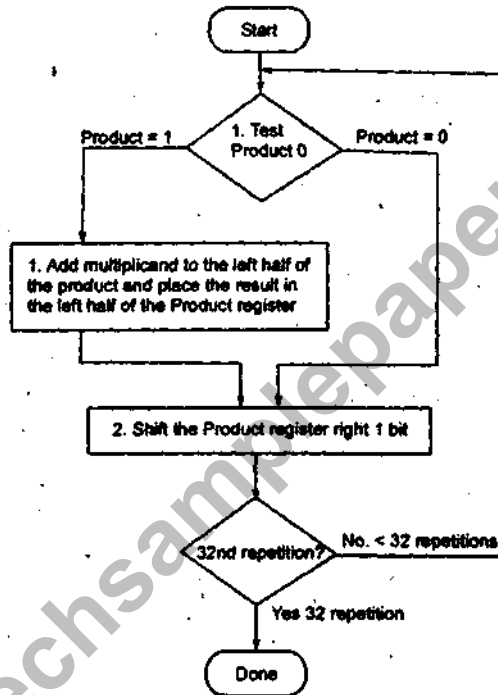 Start
1. Test
Product 0
Product = 1
Product = 0
1. Add multiplicand to the left half of
the product and place the result in
the left half of the Product register
2. Shift the Product register right 1 bit
32nd repetition?
No. < 32 repetitions
Yes 32 repetition
Done
echsamplepape